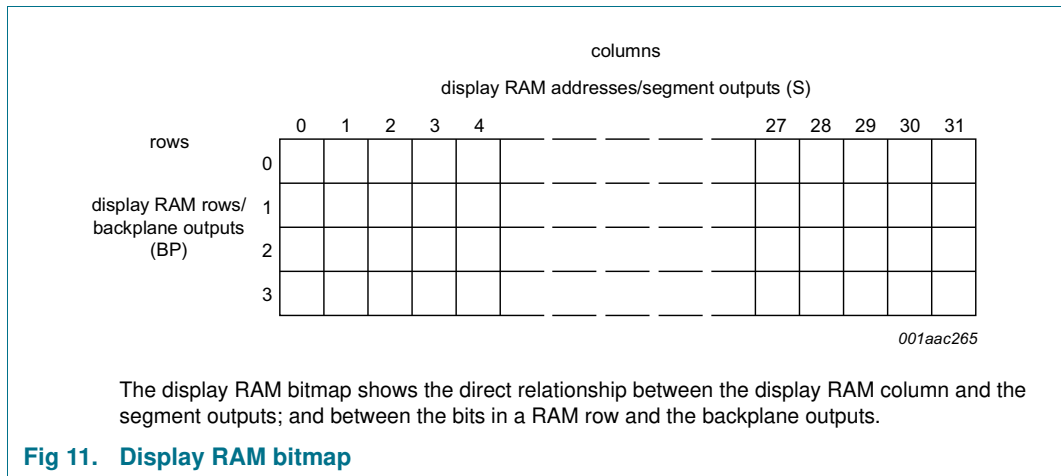 columns
display RAM addresses/segment outputs (S)
0 1 2 3 4 27 28 29 30 31
rows
0
display RAM rows/
backplane outputs
(BP)
1
2
3
001aac265
The display RAM bitmap shows the direct relationship between the display RAM column and the
segment outputs; and between the bits in a RAM row and the backplane outputs.
Fig 11. Display RAM bitmap